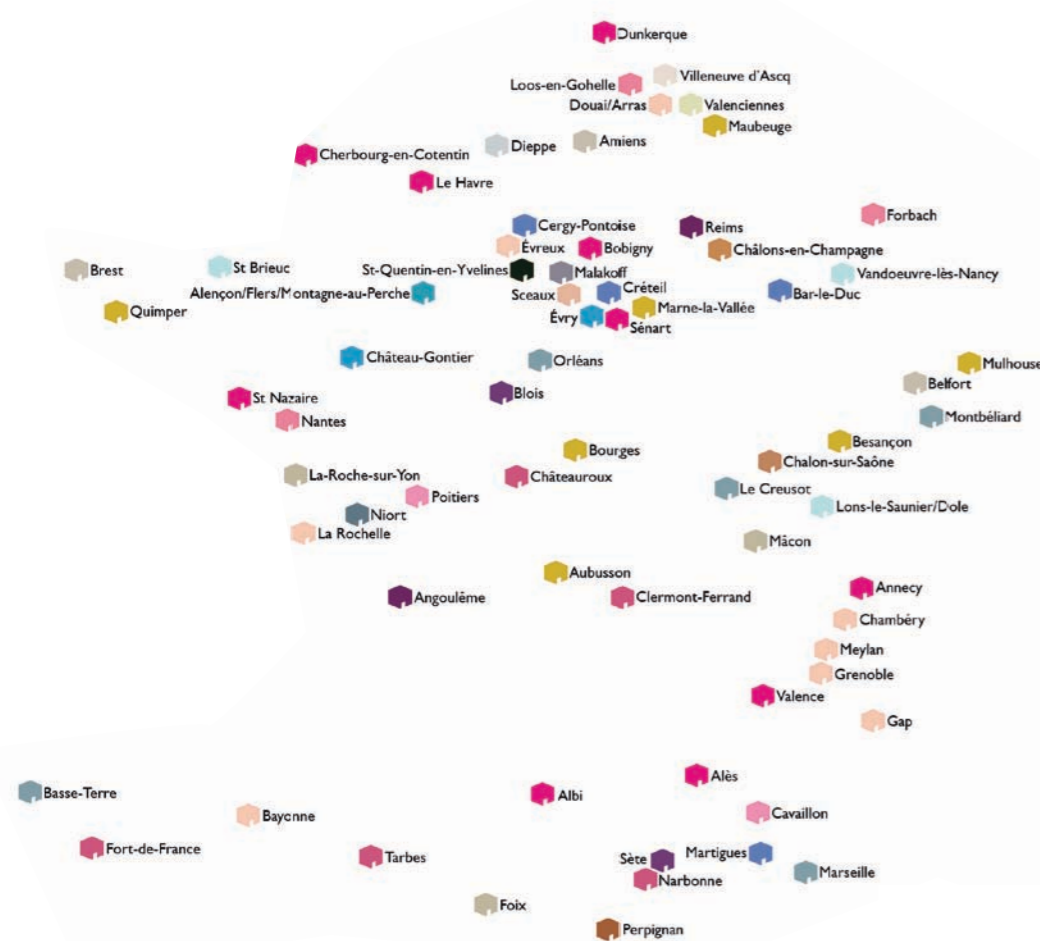 Dunkerque
Villeneuve d'Ascq
Loos-en-Gohelle
Douai/Arras
Valenciennes
Maubeuge
Dieppe
Amiens
Cherbourg-en-Cotentin
Le Havre
Forbach
Cergy-Pontoise
Reims
Évreux
Bobigny
Châlons-en-Champagne
Brest
St Brieuc
St-Quentin-en-Yvelines
Malakoff
Vandoeuvre-lès-Nancy
Alençon/Flers/Montagne-au-Perche
Sceaux
Créteil
Bar-le-Duc
Quimper
Marne-la-Vallée
Évry
Sénart
Château-Gontier
Orléans
Mulhouse
Belfort
Blois
St Nazaire
Nantes
Montbéliard
Besançon
Bourges
Chalon-sur-Saône
La-Roche-sur-Yon
Châteauroux
Le Creusot
Poitiers
Lons-le-Saunier/Dole
Niort
La Rochelle
Mâcon
Aubusson
Annecy
Angoulême
Clermont-Ferrand
Chambéry
Meylan
Grenoble
Valence
Gap
Alès
Basse-Terre
Albi
Bayonne
Cavaillon
Fort-de-France
Tarbes
Sète
Martigues
Marseille
Narbonne
Foix
Perpignan